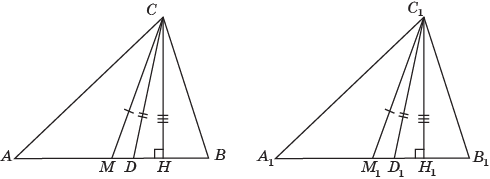 C C₁
A M D H B A₁ M₁ D₁ H₁ B₁